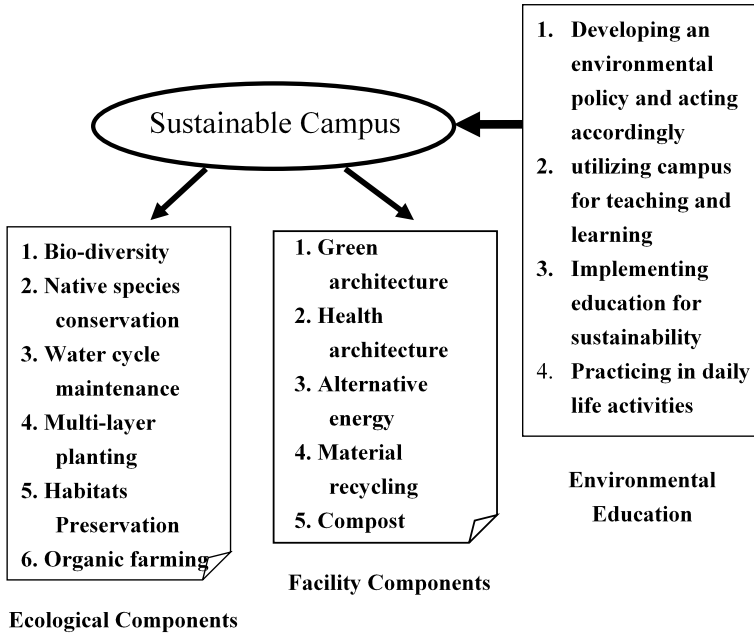 Sustainable Campus
1. Bio-diversity
2. Native species
conservation
3. Water cycle
maintenance
4. Multi-layer
planting
5. Habitats
Preservation
6. Organic farming
Ecological Components
1. Green
architecture
2. Health
architecture
3. Alternative
energy
4. Material
recycling
5. Compost
Facility Components
1. Developing an
environmental
policy and acting
accordingly
2. utilizing campus
for teaching and
learning
3. Implementing
education for
sustainability
4. Practicing in daily
life activities
Environmental
Education